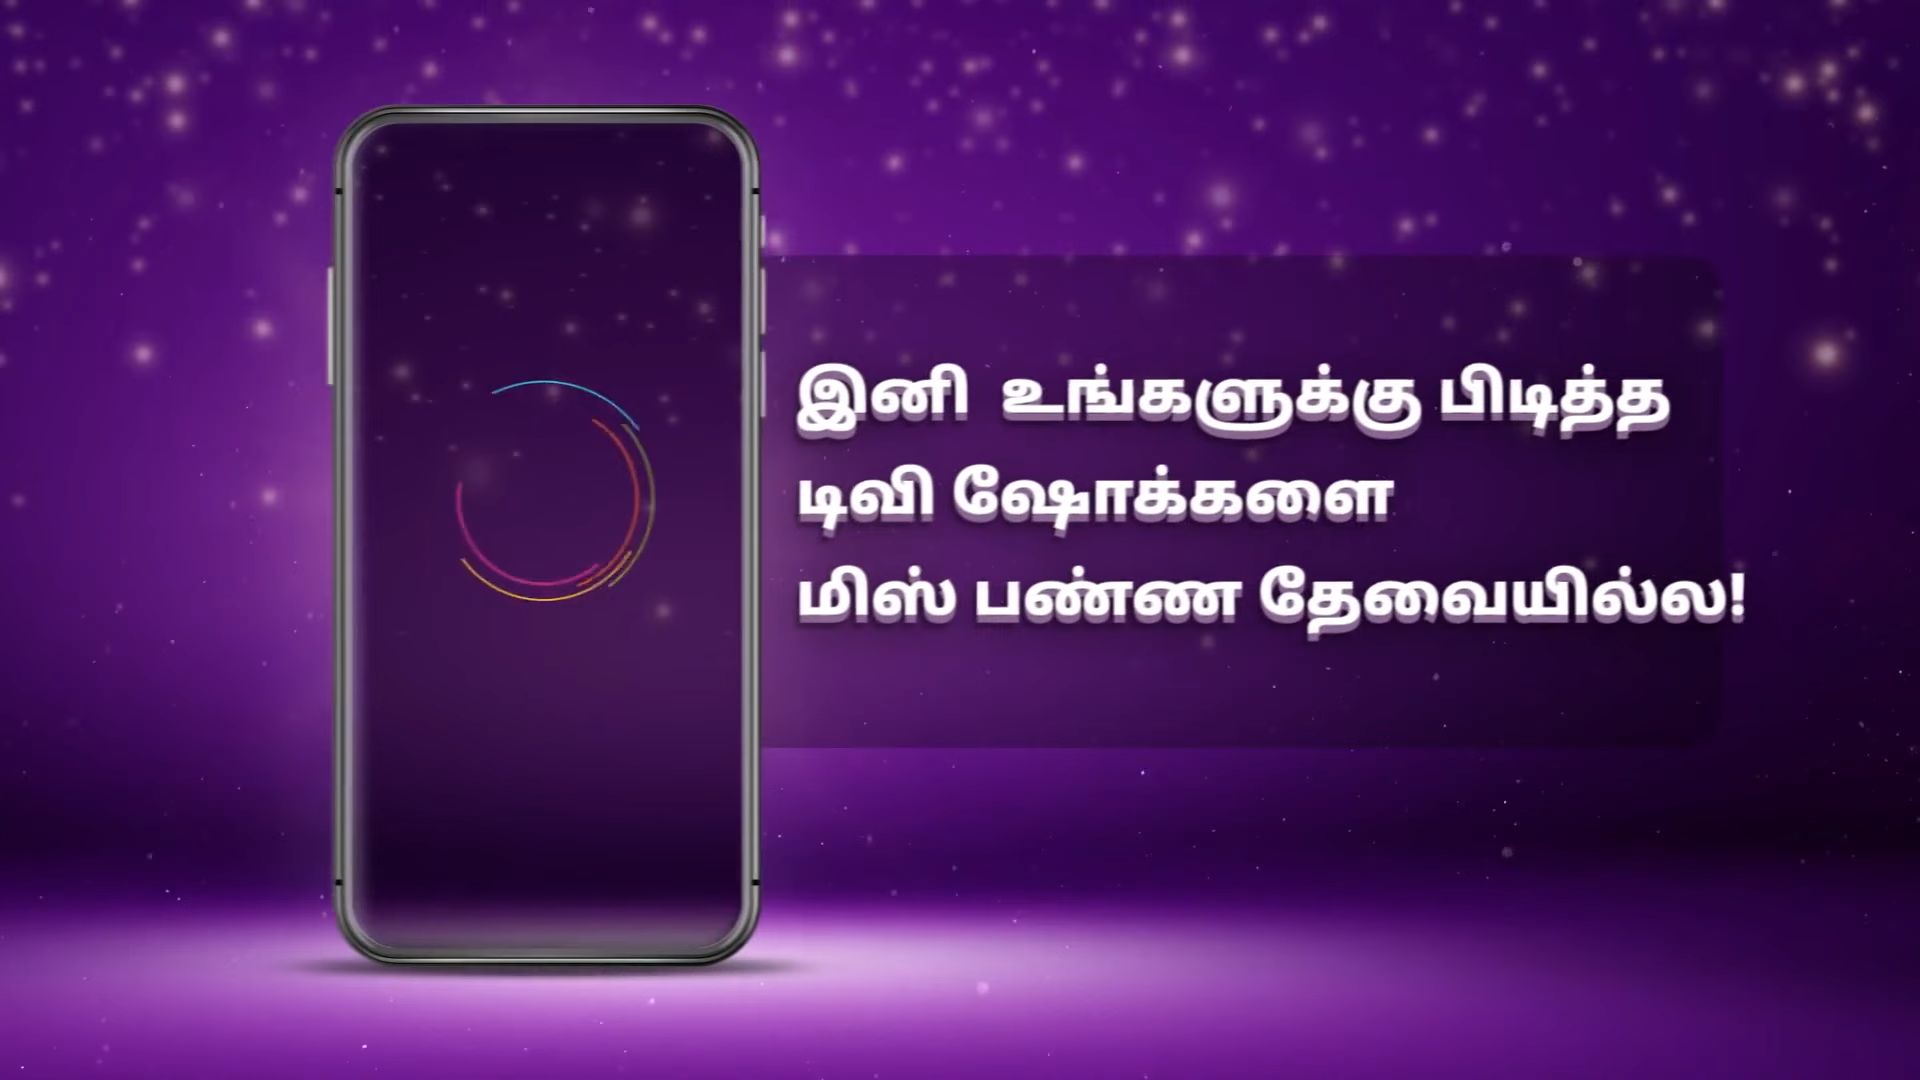 இனி உங்களுக்கு பிடித்த
டிவி ஷோக்களை
மிஸ் பண்ண தேவையில்ல!